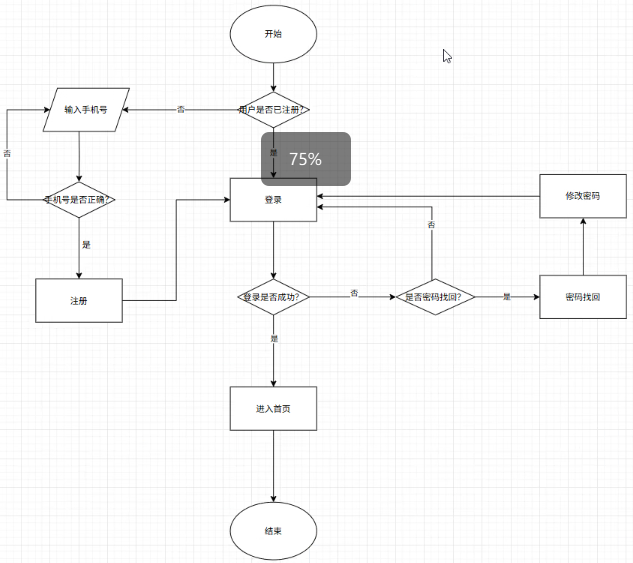 开始
输入手机号
否
用户是否已注册?
否
是
75%
手机号是否正确?
登录
修改密码
否
是
注册
登录是否成功?
否
是否密码找回?
是
密码找回
是
进入首页
结束